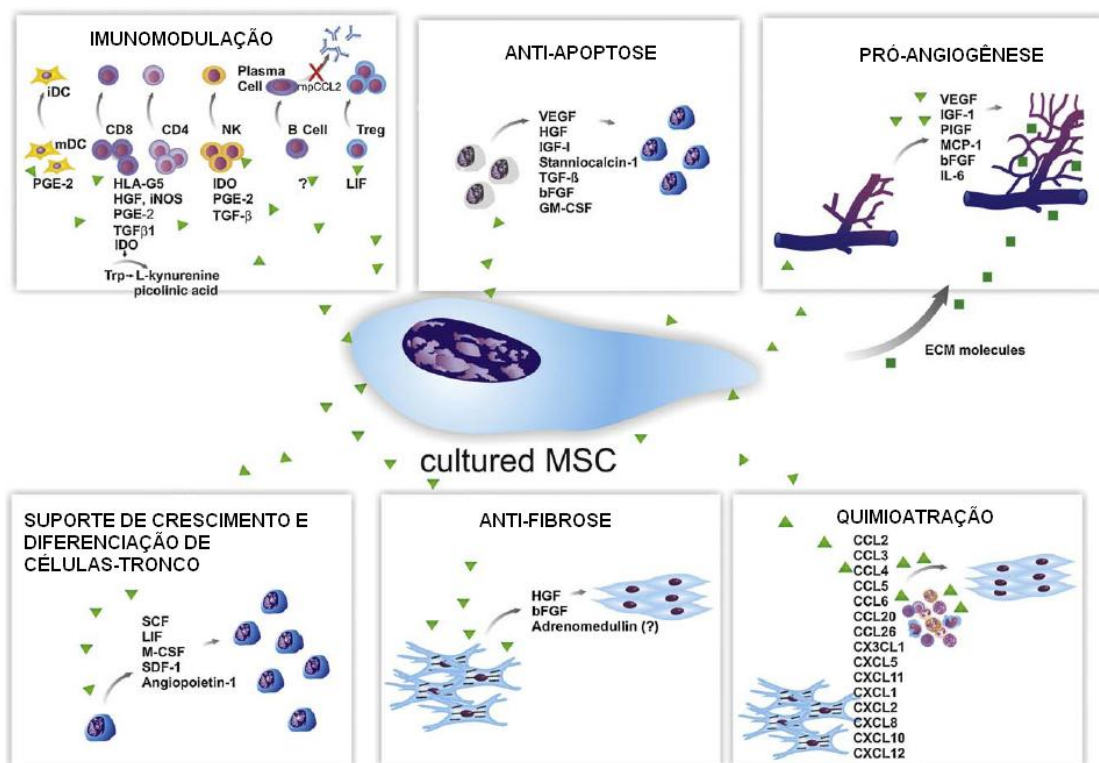 IMUNOMODULAÇÃO
iDC
mDC
PGE-2
CD8
HLA-G5
HGF, iNOS
PGE-2
TGFβ1
IDO
Trp→L-kynurenine
picolinic acid
CD4
NK
IDO
PGE-2
TGF-β
Plasma
Cell
mpCCL2
B Cell
?
Treg
LIF
ANTI-APOPTOSE
VEGF
HGF
IGF-I
Stanniocalcin-1
TGF-ß
bFGF
GM-CSF
PRÓ-ANGIOGÊNESE
VEGF
IGF-1
PIGF
MCP-1
bFGF
IL-6
ECM molecules
cultured MSC
SUPORTE DE CRESCIMENTO E
DIFERENCIAÇÃO DE
CÉLULAS-TRONCO
SCF
LIF
M-CSF
SDF-1
Angiopoietin-1
ANTI-FIBROSE
HGF
bFGF
Adrenomedullin (?)
QUIMIOATRAÇÃO
CCL2
CCL3
CCL4
CCL5
CCL6
CCL20
CCL26
CX3CL1
CXCL5
CXCL11
CXCL1
CXCL2
CXCL8
CXCL10
CXCL12